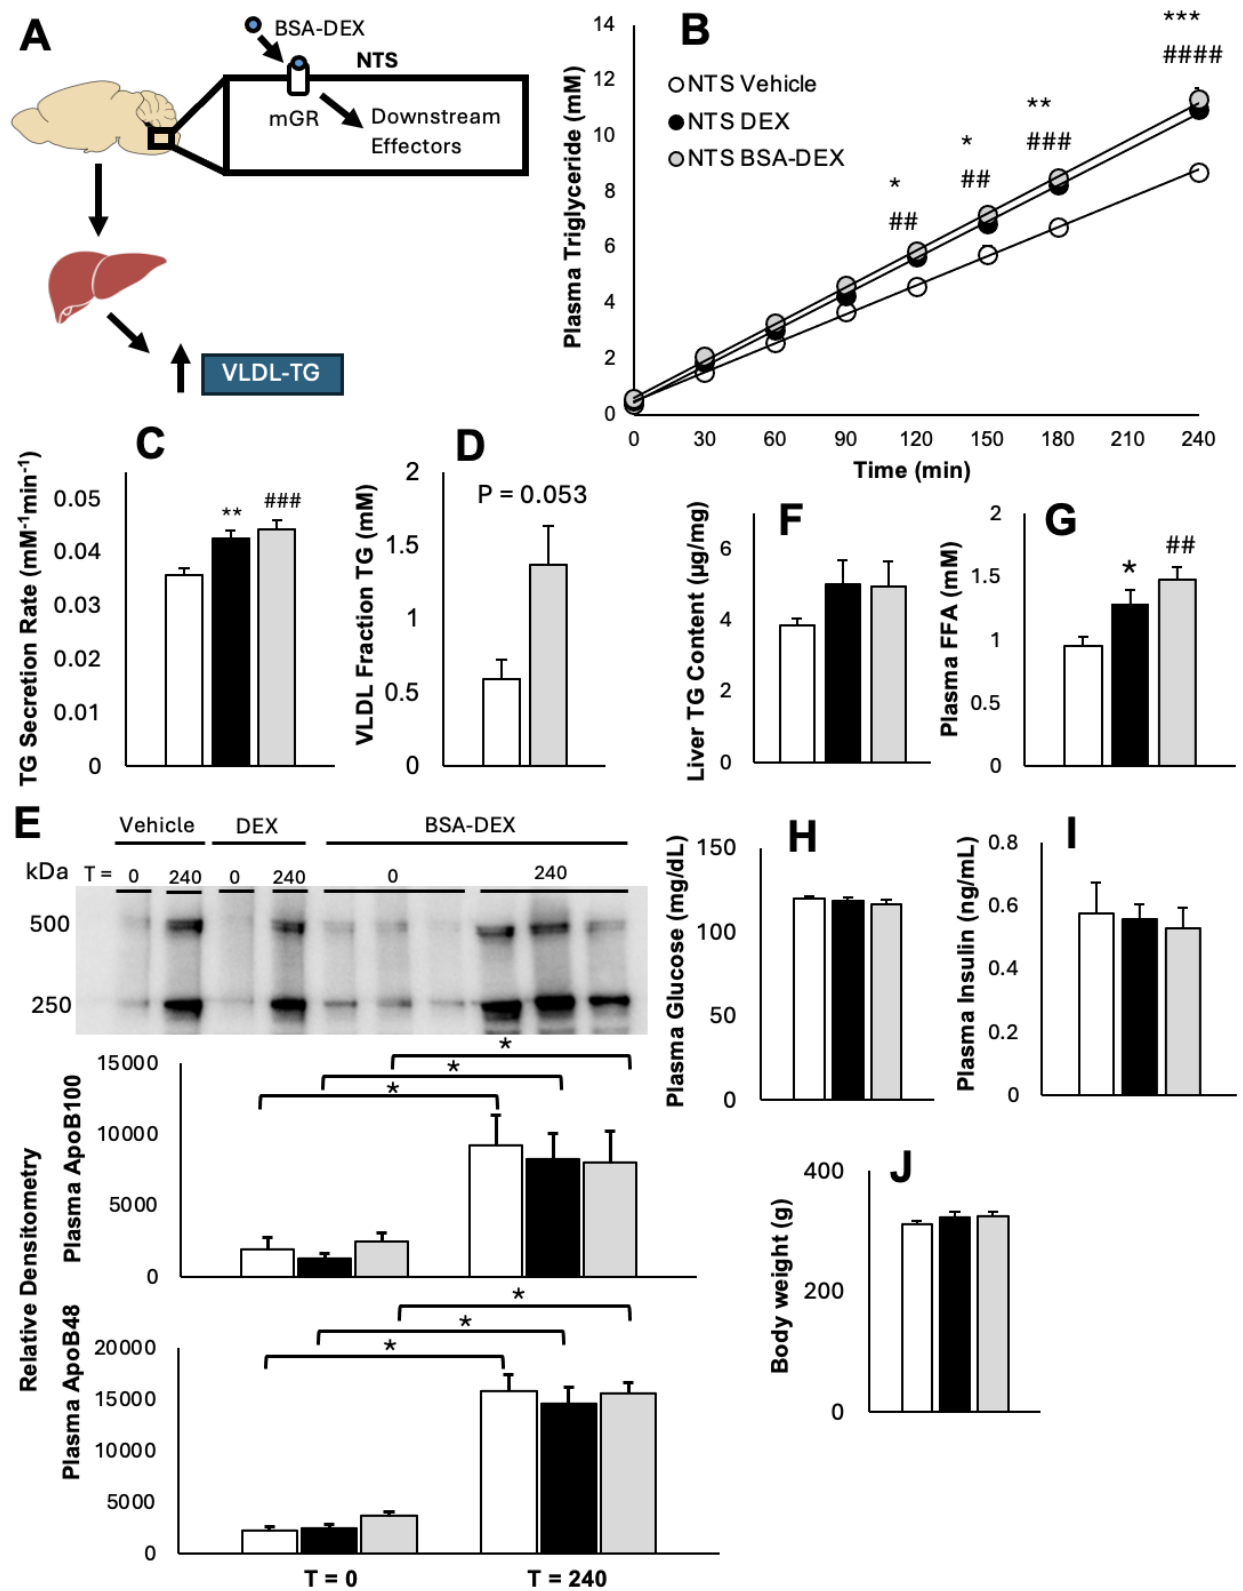 A
BSA-DEX
NTS
mGR
Downstream
Effectors
VLDL-TG
B
Plasma Triglyceride (mM)
14
12
10
8
6
4
2
0
NTS Vehicle
NTS DEX
NTS BSA-DEX
*
##
*
##
**
###
***
####
0 30 60 90 120 150 180 210 240
Time (min)
C
TG Secretion Rate (mM⁻¹min⁻¹)
0.05
0.04
0.03
0.02
0.01
0
**
###
D
VLDL Fraction TG (mM)
2
1.5
1
0.5
0
P = 0.053
F
Liver TG Content (µg/mg)
6
4
2
0
G
Plasma FFA (mM)
2
1.5
1
0.5
0
*
##
E
Vehicle DEX BSA-DEX
kDa T = 0 240 0 240 0 240
500
250
Relative Densitometry
Plasma ApoB100
15000
10000
5000
0
*
*
*
Plasma ApoB48
20000
15000
10000
5000
0
*
*
*
T = 0 T = 240
H
Plasma Glucose (mg/dL)
150
100
50
0
I
Plasma Insulin (ng/mL)
0.8
0.6
0.4
0.2
0
J
Body weight (g)
400
200
0